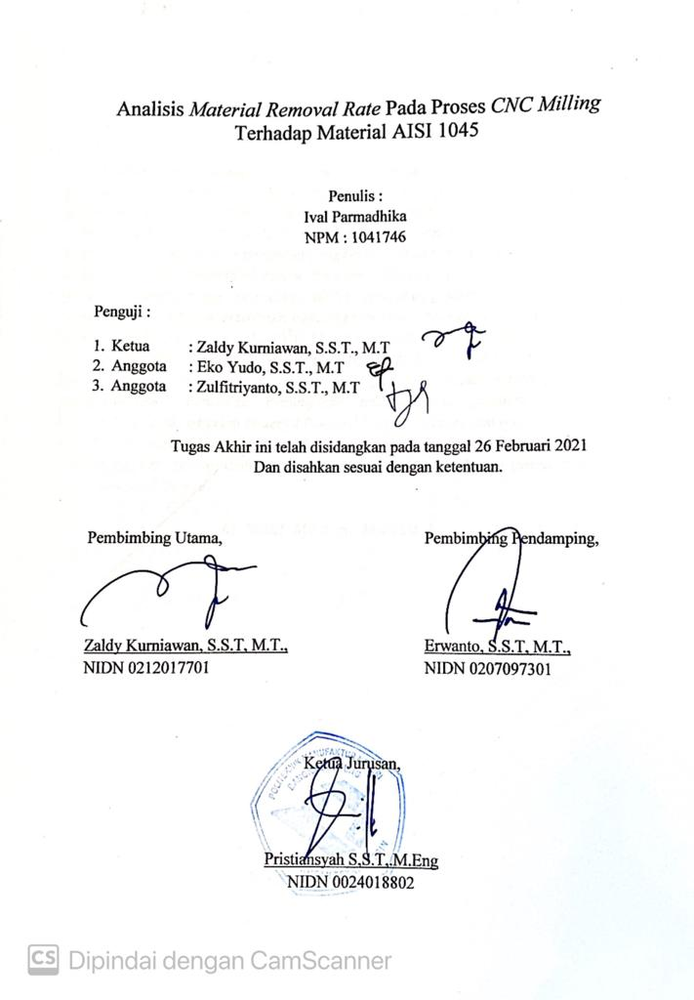 Analisis Material Removal Rate Pada Proses CNC Milling
Terhadap Material AISI 1045
Penulis :
Ival Parmadhika
NPM : 1041746
Penguji :
1. Ketua : Zaldy Kurniawan, S.S.T., M.T
2. Anggota : Eko Yudo, S.S.T., M.T
3. Anggota : Zulfitriyanto, S.S.T., M.T
Tugas Akhir ini telah disidangkan pada tanggal 26 Februari 2021
Dan disahkan sesuai dengan ketentuan.
Pembimbing Utama,
Pembimbing Pendamping,
Zaldy Kurniawan, S.S.T, M.T.,
NIDN 0212017701
Erwanto, S.S.T, M.T.,
NIDN 0207097301
POLITEKNIK MANUFAKTUR
Ketua Jurusan,
Pristiansyah S.S.T,.M.Eng
NIDN 0024018802
CS Dipindai dengan CamScanner